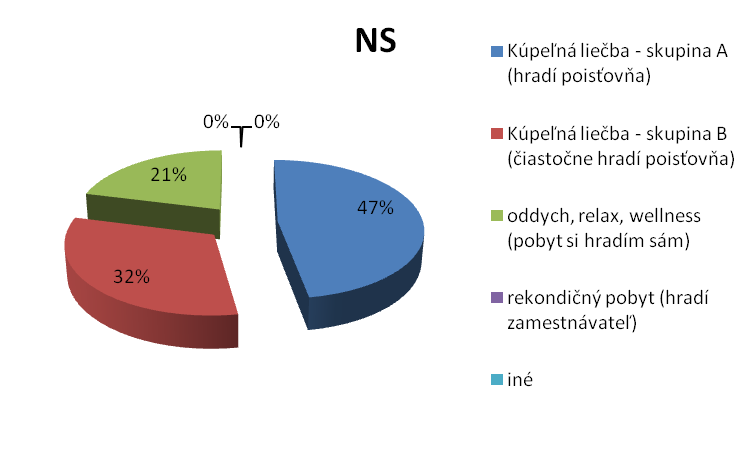 NS
0%
0%
21%
47%
32%
Kúpeľná liečba - skupina A
(hradí poisťovňa)
Kúpeľná liečba - skupina B
(čiastočne hradí poisťovňa)
oddych, relax, wellness
(pobyt si hradím sám)
rekondičný pobyt (hradí
zamestnávateľ)
iné